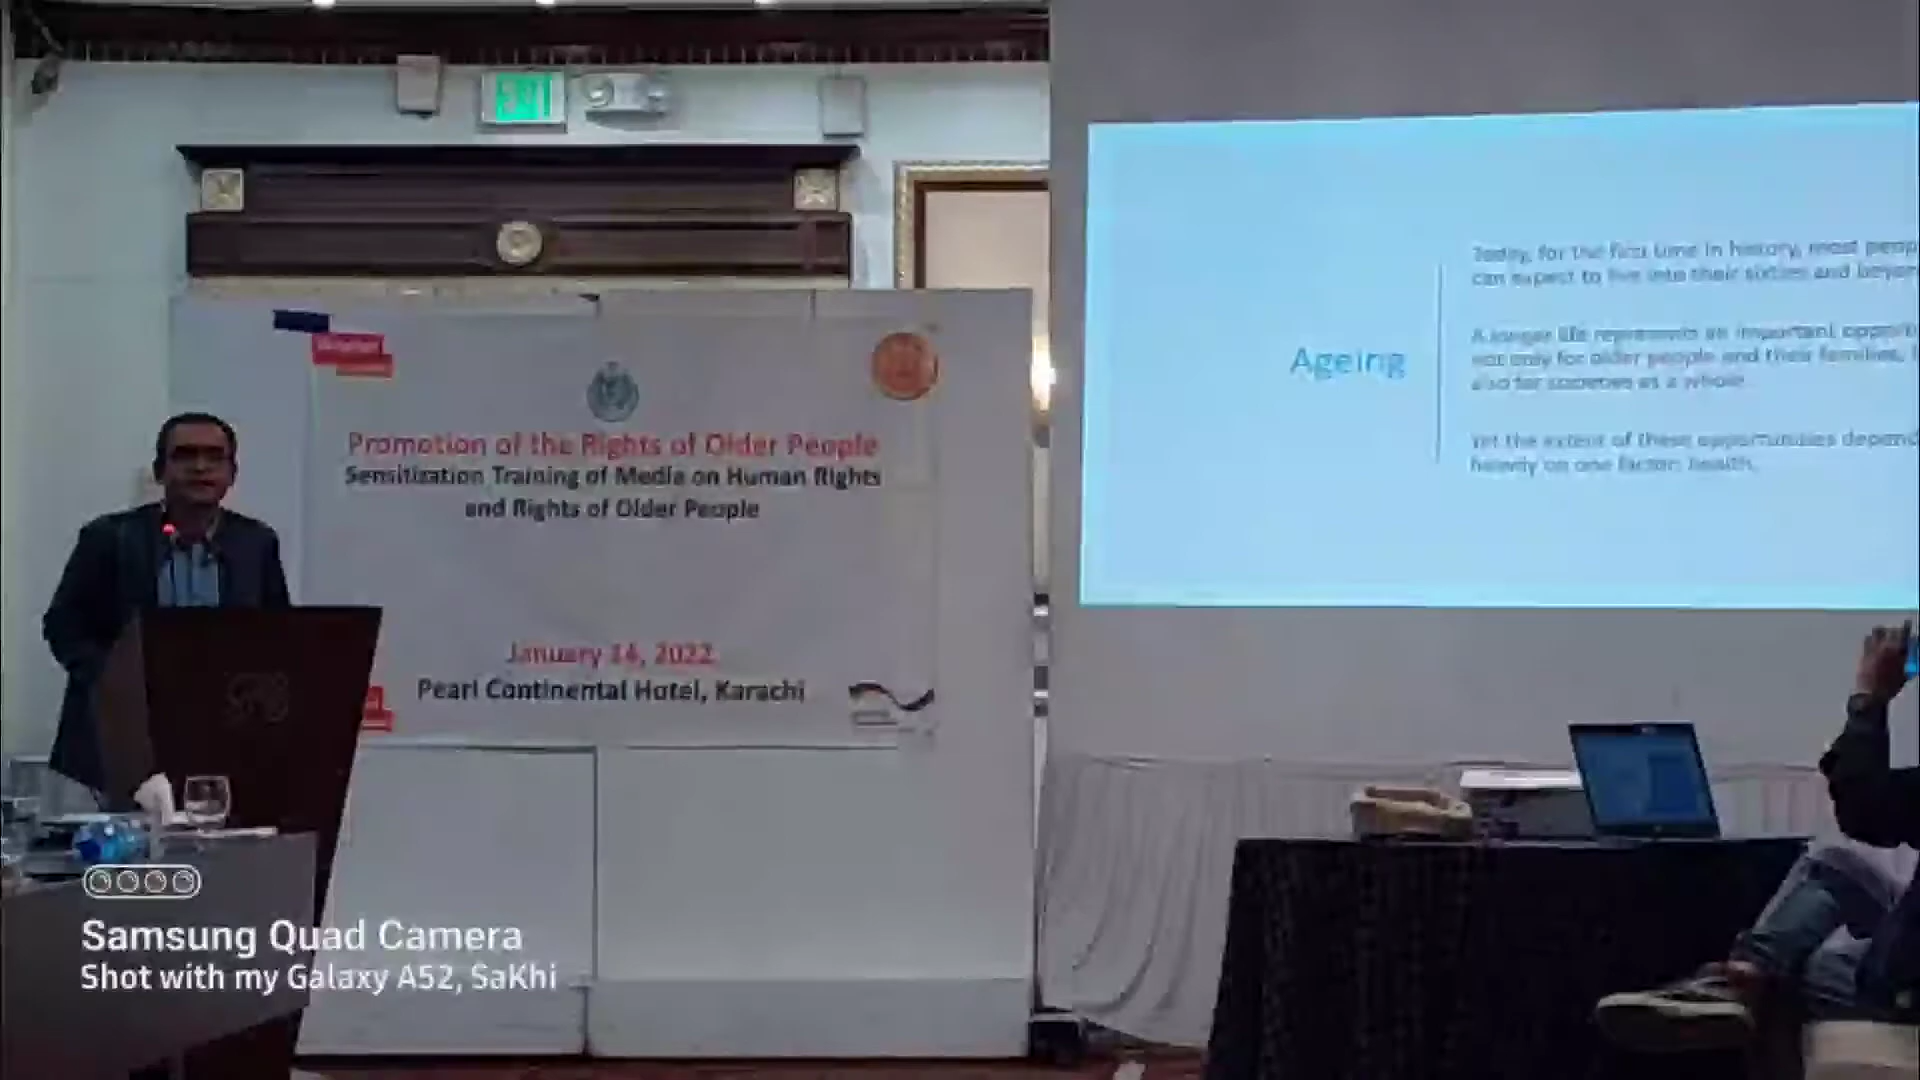 EXIT
Promotion of the Rights of Older People
Sensitization Training of Media on Human Rights
and Rights of Older People
January 14, 2022
Pearl Continental Hotel, Karachi
Ageing
Today, for the first time in history, most
can expect to live into their sixties and
A longer life represents an important
not only for older people and their families,
also for societies as a whole.
Yet the extent of these opportunities
heavily on one factor: health.
Samsung Quad Camera
Shot with my Galaxy A52, SaKhi